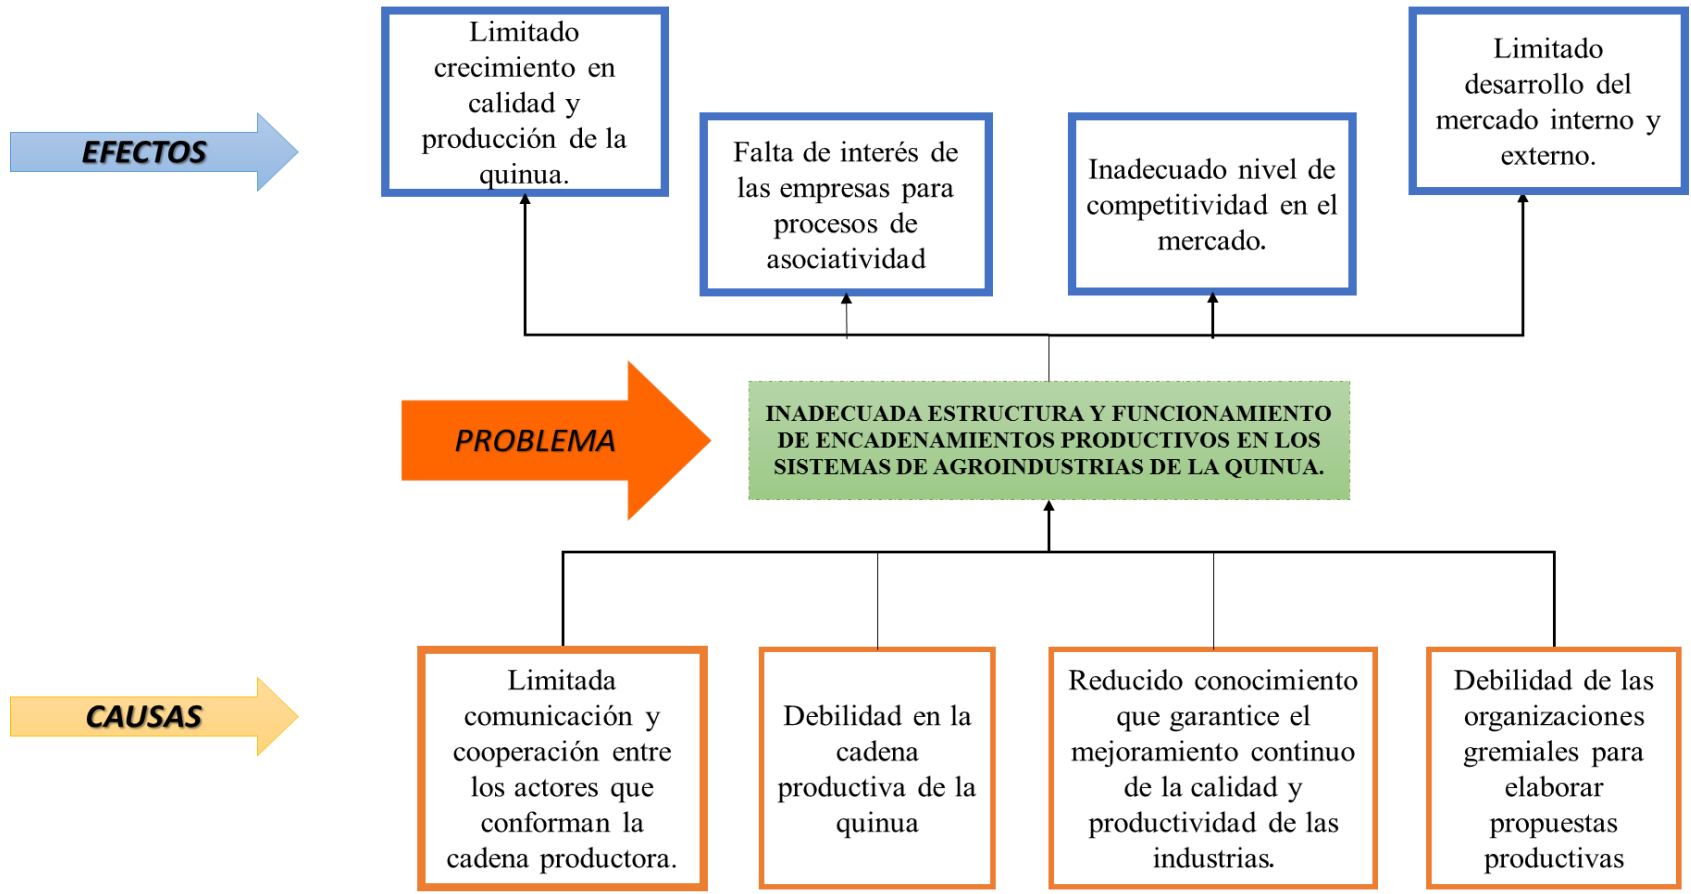 EFECTOS
Limitado
crecimiento en
calidad y
producción de la
quinua.
Falta de interés de
las empresas para
procesos de
asociatividad
Inadecuado nivel de
competitividad en el
mercado.
Limitado
desarrollo del
mercado interno y
externo.
PROBLEMA
INADECUADA ESTRUCTURA Y FUNCIONAMIENTO
DE ENCADENAMIENTOS PRODUCTIVOS EN LOS
SISTEMAS DE AGROINDUSTRIAS DE LA QUINUA.
CAUSAS
Limitada
comunicación y
cooperación entre
los actores que
conforman la
cadena productora.
Debilidad en la
cadena
productiva de la
quinua
Reducido conocimiento
que garantice el
mejoramiento continuo
de la calidad y
productividad de las
industrias.
Debilidad de las
organizaciones
gremiales para
elaborar
propuestas
productivas